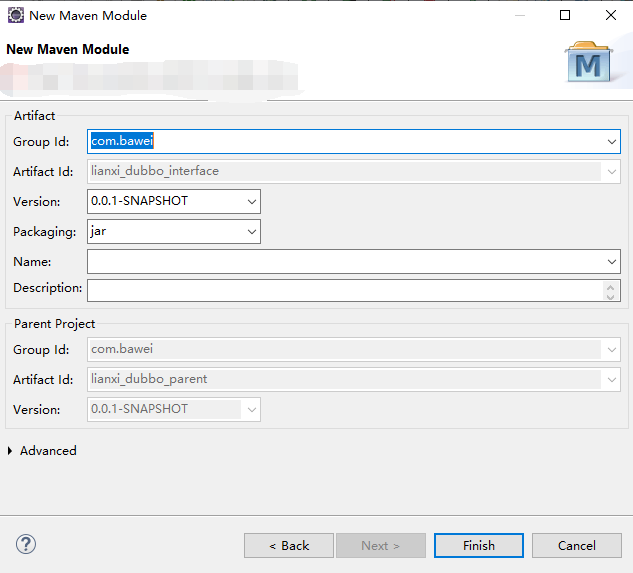 New Maven Module
New Maven Module
M
Artifact
Group Id: com.bawei
Artifact Id: lianxi_dubbo_interface
Version: 0.0.1-SNAPSHOT
Packaging: jar
Name:
Description:
Parent Project
Group Id: com.bawei
Artifact Id: lianxi_dubbo_parent
Version: 0.0.1-SNAPSHOT
Advanced
? < Back Next > Finish Cancel